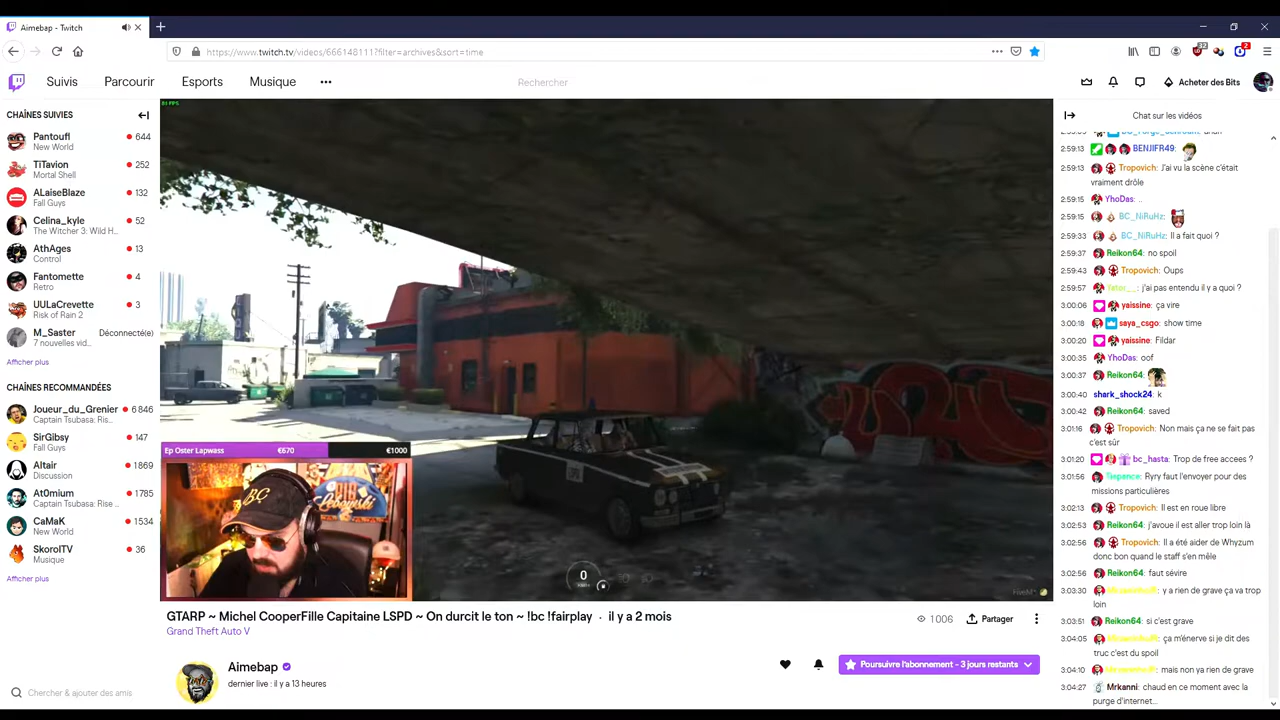 Aimebap - Twitch
https://www.twitch.tv/videos/666148111?filter=archives&sort=time
Suivis
Parcourir
Esports
Musique
Rechercher
Acheter des Bits
CHAÎNES SUIVIES
Pantoufl
644
New World
TiTavion
252
Mortal Shell
ALaiseBlaze
132
Fall Guys
Celina_kyle
52
The Witcher 3: Wild H...
AthAges
13
Control
Fantomette
4
Retro
UULaCrevette
3
Risk of Rain 2
M_Saster
Déconnecté(e)
7 nouvelles vid...
Afficher plus
CHAÎNES RECOMMANDÉES
Joueur_du_Grenier
6 846
Captain Tsubasa: Ris...
SirGibsy
147
Fall Guys
Altair
1 869
Discussion
At0mium
1 785
Captain Tsubasa: Rise ...
CaMaK
1 534
New World
SkorolTV
36
Musique
Afficher plus
Chercher & ajouter des amis
81 FPS
Ep Oster Lapwass
€670
€1000
BC
Lebowski
0
FiveM
GTARP ~ Michel CooperFille Capitaine LSPD ~ On durcit le ton ~ !bc !fairplay · il y a 2 mois
Grand Theft Auto V
1 006
Partager
Aimebap
dernier live : il y a 13 heures
Poursuivre l'abonnement - 3 jours restants
Chat sur les vidéos
2:59:13 BENJIFR49:
2:59:13 Tropovich: J'ai vu la scène c'était
vraiment drôle
2:59:14 YhoDas: ..
2:59:15 BC_NiRuHz:
2:59:33 BC_NiRuHz: Il a fait quoi ?
2:59:37 Reikon64: no spoil
2:59:43 Tropovich: Oups
2:59:57 j'ai pas entendu il y a quoi ?
3:00:06 yaissine: ça vire
3:00:18 saya_csgo: show time
3:00:20 yaissine: Fildar
3:00:35 YhoDas: oof
3:00:37 Reikon64:
3:00:40 shark_shock24: k
3:00:42 Reikon64: saved
3:01:16 Tropovich: Non mais ça ne se fait pas
c'est sûr
3:01:20 bc_hasta: Trop de free accees ?
3:01:56 Ryry faut l'envoyer pour des
missions particulières
3:02:13 Tropovich: Il est en roue libre
3:02:53 Reikon64: j'avoue il est aller trop loin là
3:02:56 Tropovich: Il a été aider de Whyzum
donc bon quand le staff s'en mêle
3:02:56 Reikon64: faut sévire
3:03:30 y a rien de grave ça va trop
loin
3:03:51 Reikon64: si c'est grave
3:04:05 ça m'énerve si je dit des
truc c'est du spoil
3:04:10 mais non ya rien de grave
3:04:27 Mrkanni: chaud en ce moment avec la
purge d'internet...